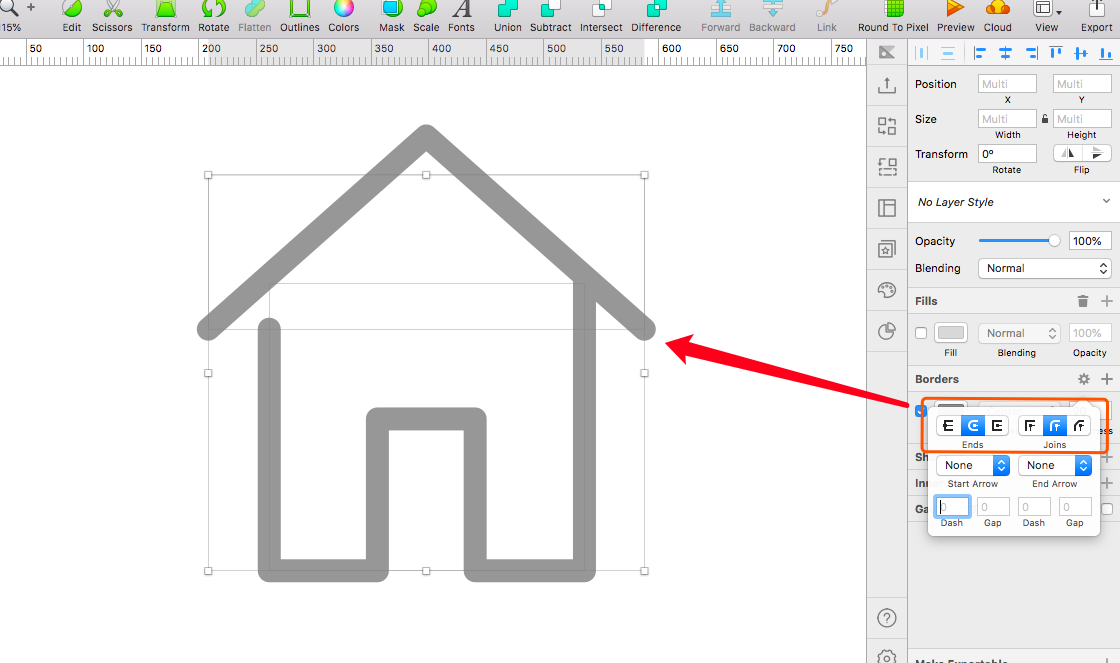 15%
Edit Scissors Transform Rotate Flatten Outlines Colors Mask Scale Fonts Union Subtract Intersect Difference Forward Backward Link Round To Pixel Preview Cloud View Export
50 100 150 200 250 300 350 400 450 500 550 600 650 700 750
Position Multi Multi
X Y
Size Multi Multi
Width Height
Transform 0º
Rotate Flip
No Layer Style
Opacity 100%
Blending Normal
Fills
Normal 100%
Fill Blending Opacity
Borders
ess
Ends Joins
Sh
None None
Start Arrow End Arrow
Inn
0 0 0 0
Ga
Dash Gap Dash Gap
?
Make Exportable